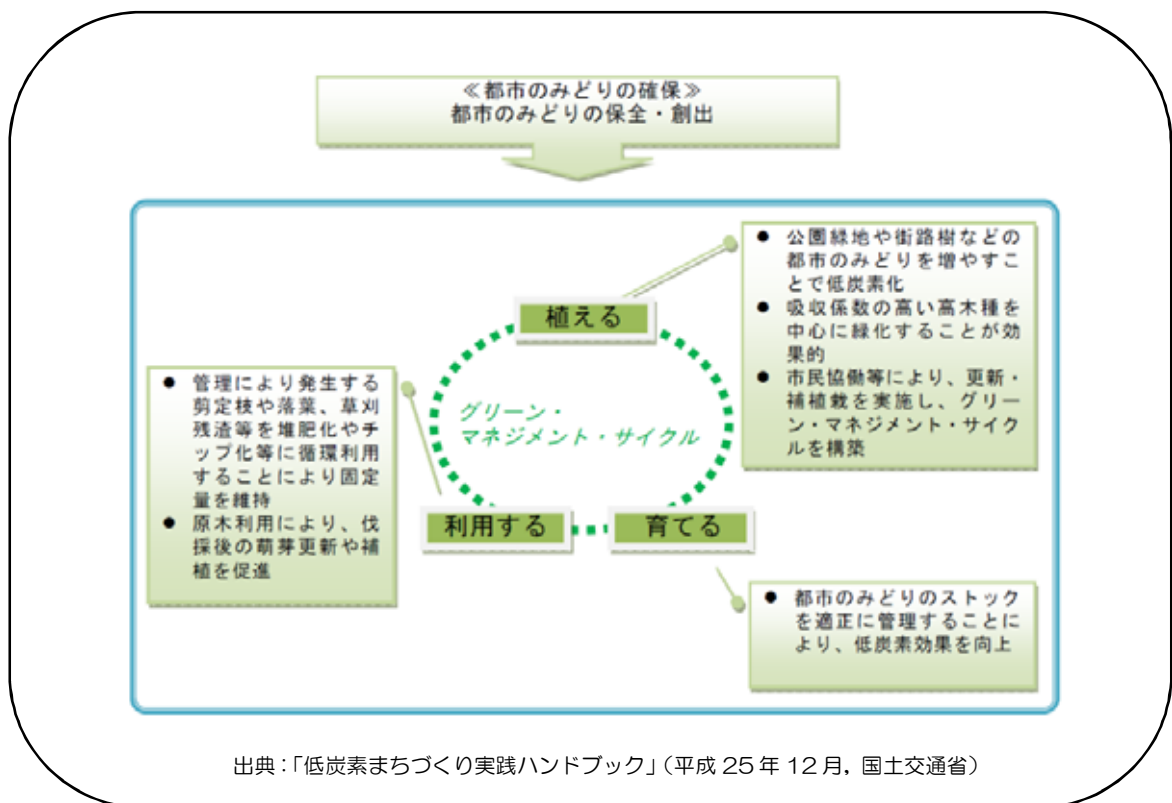 ≪都市のみどりの確保≫
都市のみどりの保全・創出
植える
● 公園緑地や街路樹などの
都市のみどりを増やすこ
とで低炭素化
● 吸収係数の高い高木種を
中心に緑化することが効
果的
● 市民協働等により、更新・
補植栽を実施し、グリー
ン・マネジメント・サイク
ルを構築
グリーン・
マネジメント・サイクル
● 管理により発生する
剪定枝や落葉、草刈
残渣等を堆肥化やチ
ップ化等に循環利用
することにより固定
量を維持
● 原木利用により、伐
採後の萌芽更新や補
植を促進
利用する
育てる
● 都市のみどりのストック
を適正に管理することに
より、低炭素効果を向上
出典：「低炭素まちづくり実践ハンドブック」（平成 25 年 12 月，国土交通省）